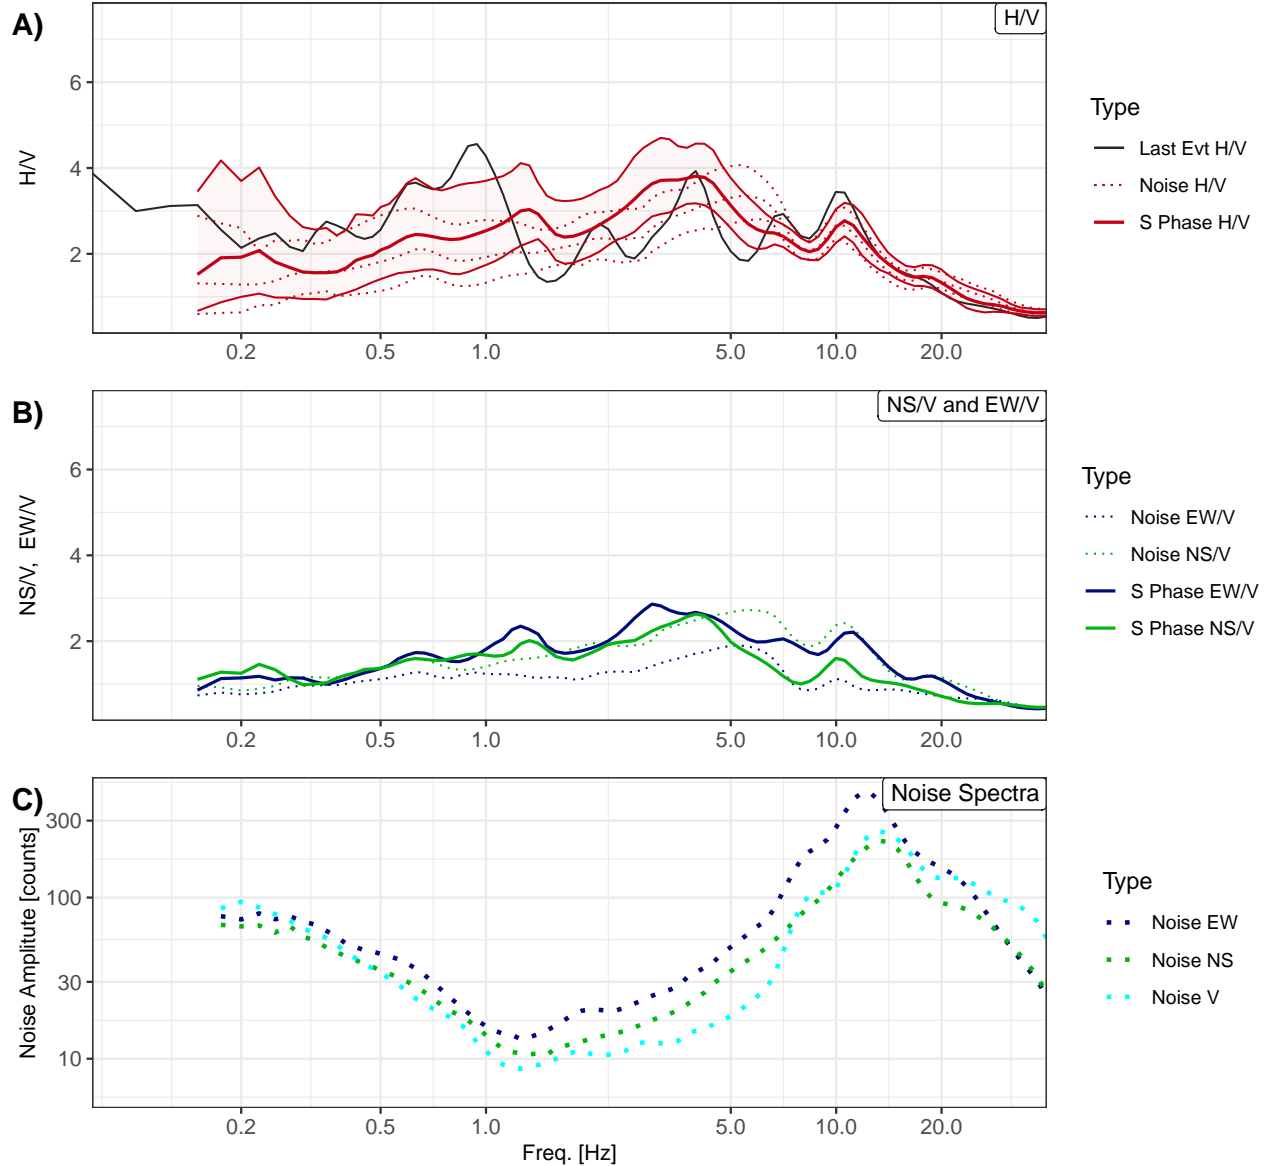 A)
H/V
H/V
6
4
2
0.2 0.5 1.0 5.0 10.0 20.0
Type
Last Evt H/V
Noise H/V
S Phase H/V
B)
NS/V and EW/V
NS/V, EW/V
6
4
2
0.2 0.5 1.0 5.0 10.0 20.0
Type
Noise EW/V
Noise NS/V
S Phase EW/V
S Phase NS/V
C)
Noise Spectra
Noise Amplitute [counts]
300
100
30
10
0.2 0.5 1.0 5.0 10.0 20.0
Freq. [Hz]
Type
Noise EW
Noise NS
Noise V